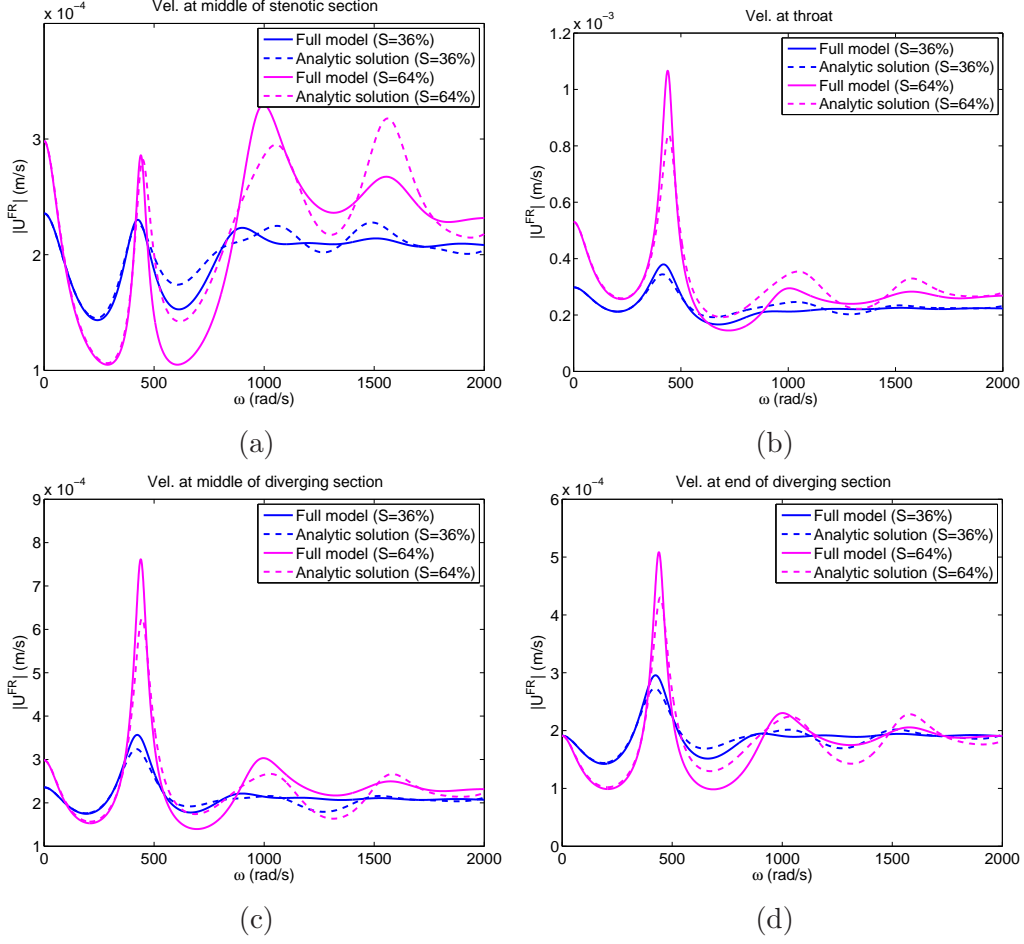 Vel. at middle of stenotic section
x 10⁻⁴
Full model (S=36%)
Analytic solution (S=36%)
Full model (S=64%)
Analytic solution (S=64%)
3
2
1
|U^FR| (m/s)
0 500 1000 1500 2000
ω (rad/s)
(a)
Vel. at throat
x 10⁻³
1.2
1
0.8
0.6
0.4
0.2
0
|U^FR| (m/s)
Full model (S=36%)
Analytic solution (S=36%)
Full model (S=64%)
Analytic solution (S=64%)
0 500 1000 1500 2000
ω (rad/s)
(b)
Vel. at middle of diverging section
x 10⁻⁴
9
8
7
6
5
4
3
2
1
|U^FR| (m/s)
Full model (S=36%)
Analytic solution (S=36%)
Full model (S=64%)
Analytic solution (S=64%)
0 500 1000 1500 2000
ω (rad/s)
(c)
Vel. at end of diverging section
x 10⁻⁴
6
5
4
3
2
1
0
|U^FR| (m/s)
Full model (S=36%)
Analytic solution (S=36%)
Full model (S=64%)
Analytic solution (S=64%)
0 500 1000 1500 2000
ω (rad/s)
(d)